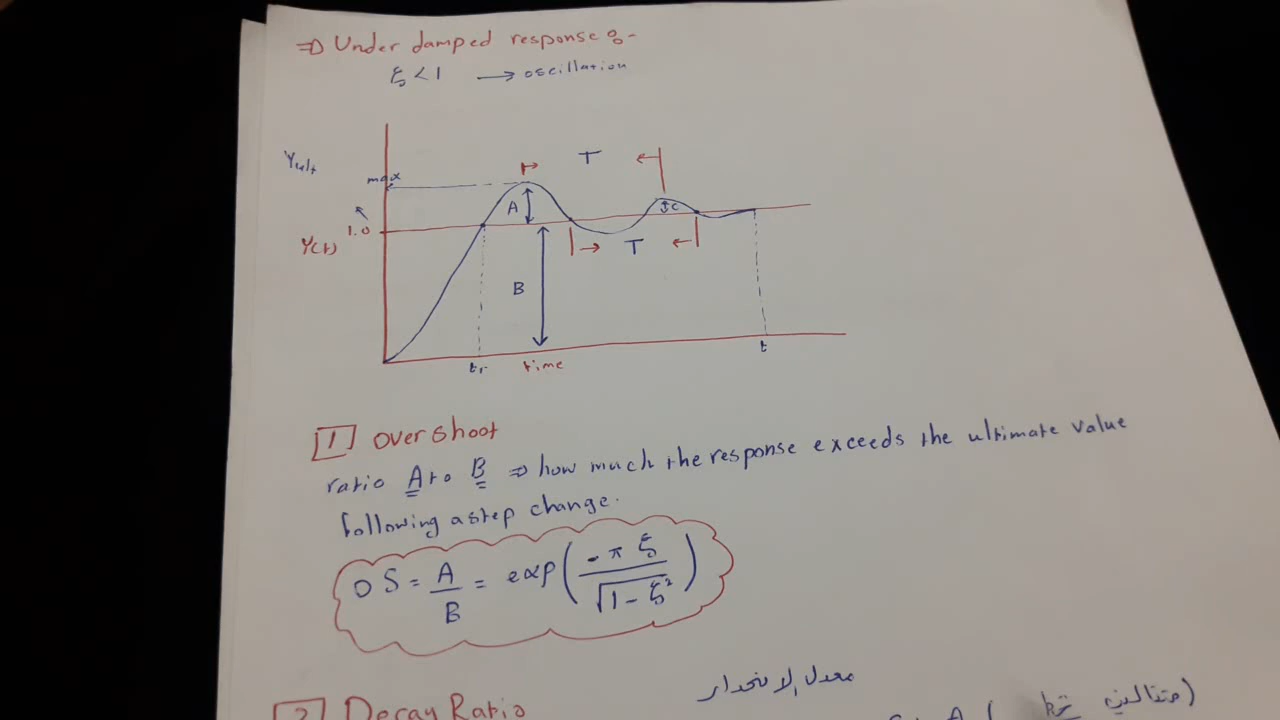 ⇒ Under damped response :-
ξ < 1 → oscillation
Yult
max
T
A
C
1.0
Y(t)
T
B
tr
time
t
1 overshoot
ratio A to B ⇒ how much the response exceeds the ultimate value
following a step change.
OS = A/B = exp(-π ξ / √1-ξ²)
معدل الانحدار
2 Decay Ratio